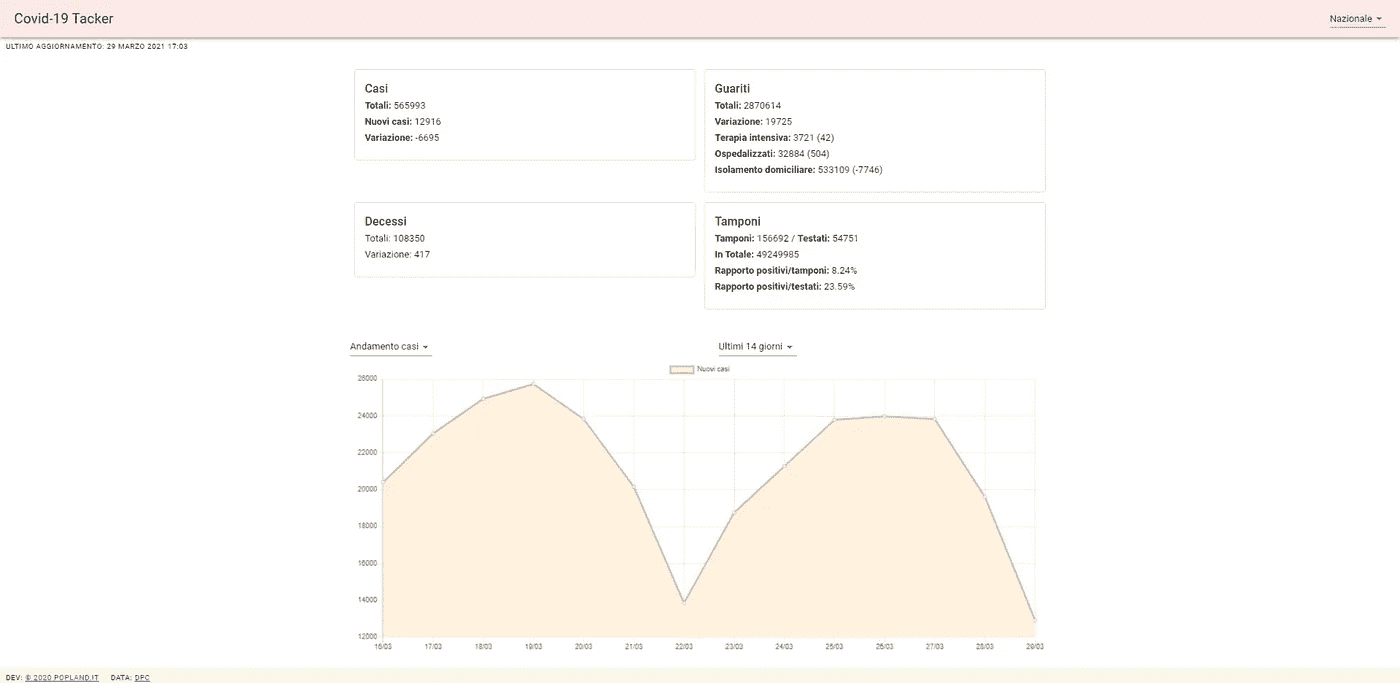 Covid-19 Tacker
Nazionale
ULTIMO AGGIORNAMENTO: 29 MARZO 2021 17:03
Casi
Totali: 565993
Nuovi casi: 12916
Variazione: -6695
Guariti
Totali: 2870614
Variazione: 19725
Terapia intensiva: 3721 (42)
Ospedalizzati: 32884 (504)
Isolamento domiciliare: 533109 (-7746)
Decessi
Totali: 108350
Variazione: 417
Tamponi
Tamponi: 156692 / Testati: 54751
In Totale: 49249985
Rapporto positivi/tamponi: 8.24%
Rapporto positivi/testati: 23.59%
Andamento casi
Ultimi 14 giorni
Nuovi casi
26000
24000
22000
20000
18000
16000
14000
12000
16/03 17/03 18/03 19/03 20/03 21/03 22/03 23/03 24/03 25/03 26/03 27/03 28/03 29/03
DEV: © 2020 POPLAND.IT DATA: DPC